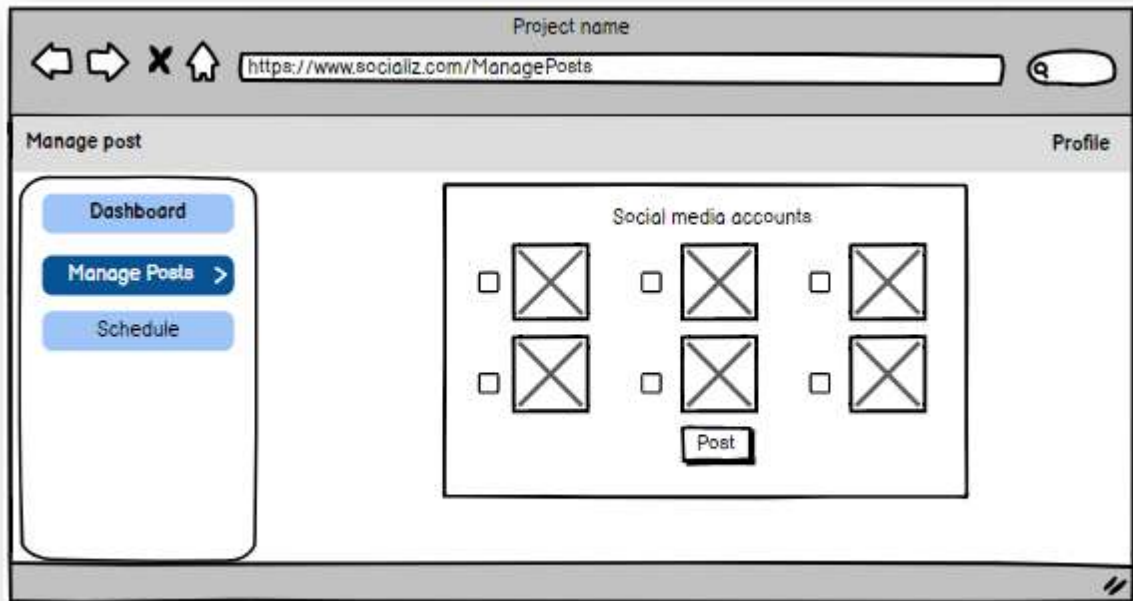 Project name
https://www.socializ.com/ManagePosts
Manage post
Profile
Dashboard
Manage Posts >
Schedule
Social media accounts
Post